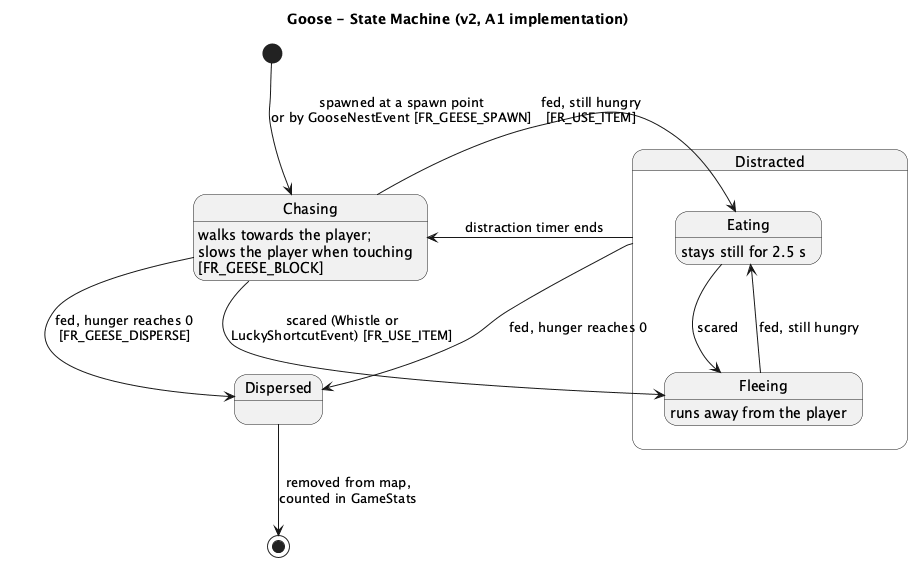 Goose – State Machine (v2, A1 implementation)
spawned at a spawn point
or by GooseNestEvent [FR_GEESE_SPAWN]
fed, still hungry
[FR_USE_ITEM]
Distracted
Chasing
walks towards the player;
slows the player when touching
[FR_GEESE_BLOCK]
distraction timer ends
Eating
stays still for 2.5 s
fed, hunger reaches 0
[FR_GEESE_DISPERSE]
scared (Whistle or
LuckyShortcutEvent) [FR_USE_ITEM]
fed, hunger reaches 0
scared
fed, still hungry
Dispersed
Fleeing
runs away from the player
removed from map,
counted in GameStats